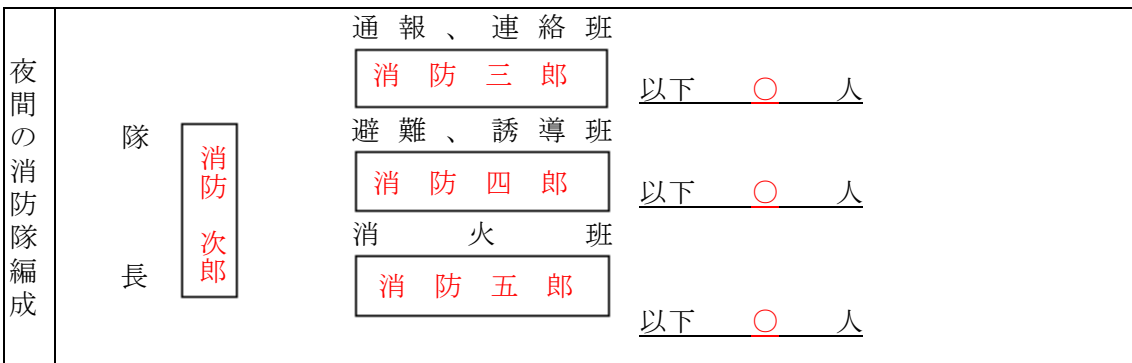 夜間の消防隊編成
隊長
消防 次郎
通報、連絡班
消防三郎
以下 〇 人
避難、誘導班
消防四郎
以下 〇 人
消火班
消防五郎
以下 〇 人